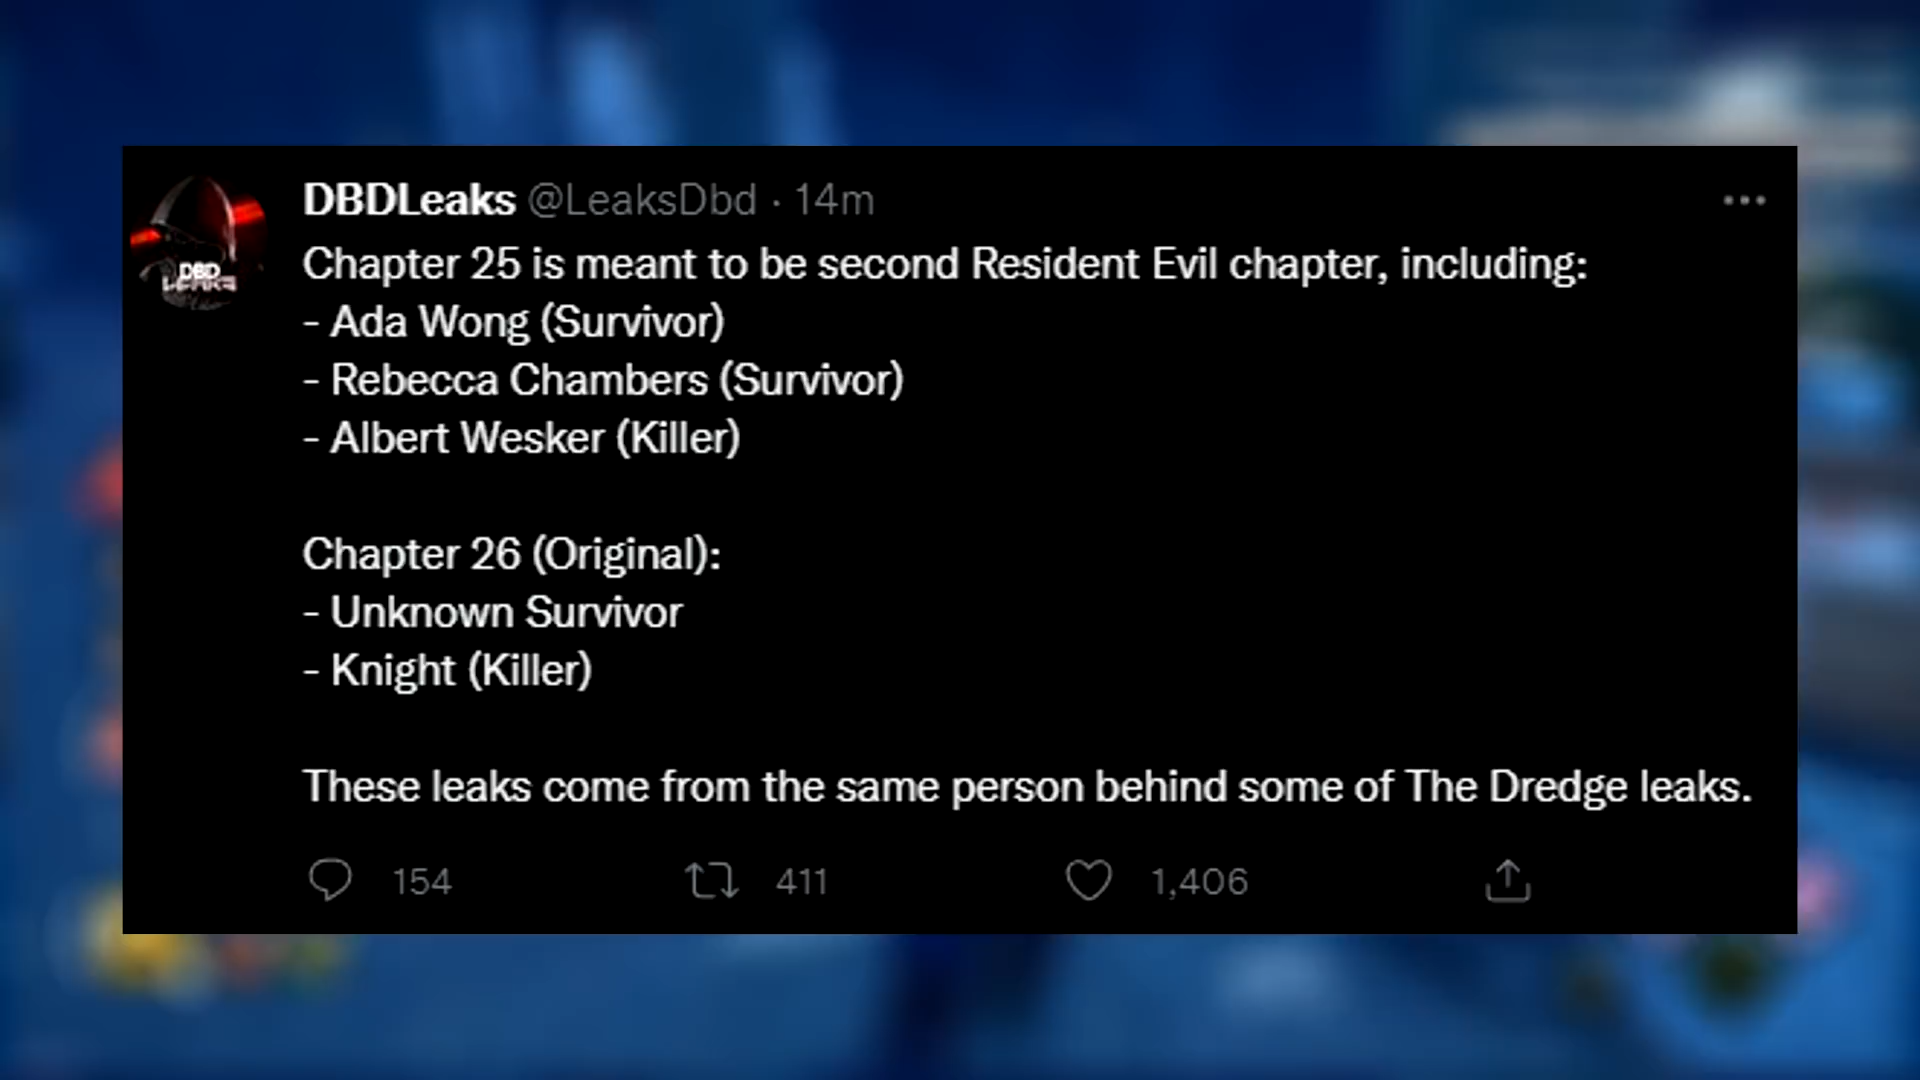 DBDLeaks @LeaksDbd · 14m
Chapter 25 is meant to be second Resident Evil chapter, including:
- Ada Wong (Survivor)
- Rebecca Chambers (Survivor)
- Albert Wesker (Killer)
Chapter 26 (Original):
- Unknown Survivor
- Knight (Killer)
These leaks come from the same person behind some of The Dredge leaks.
154 411 1,406
DBD